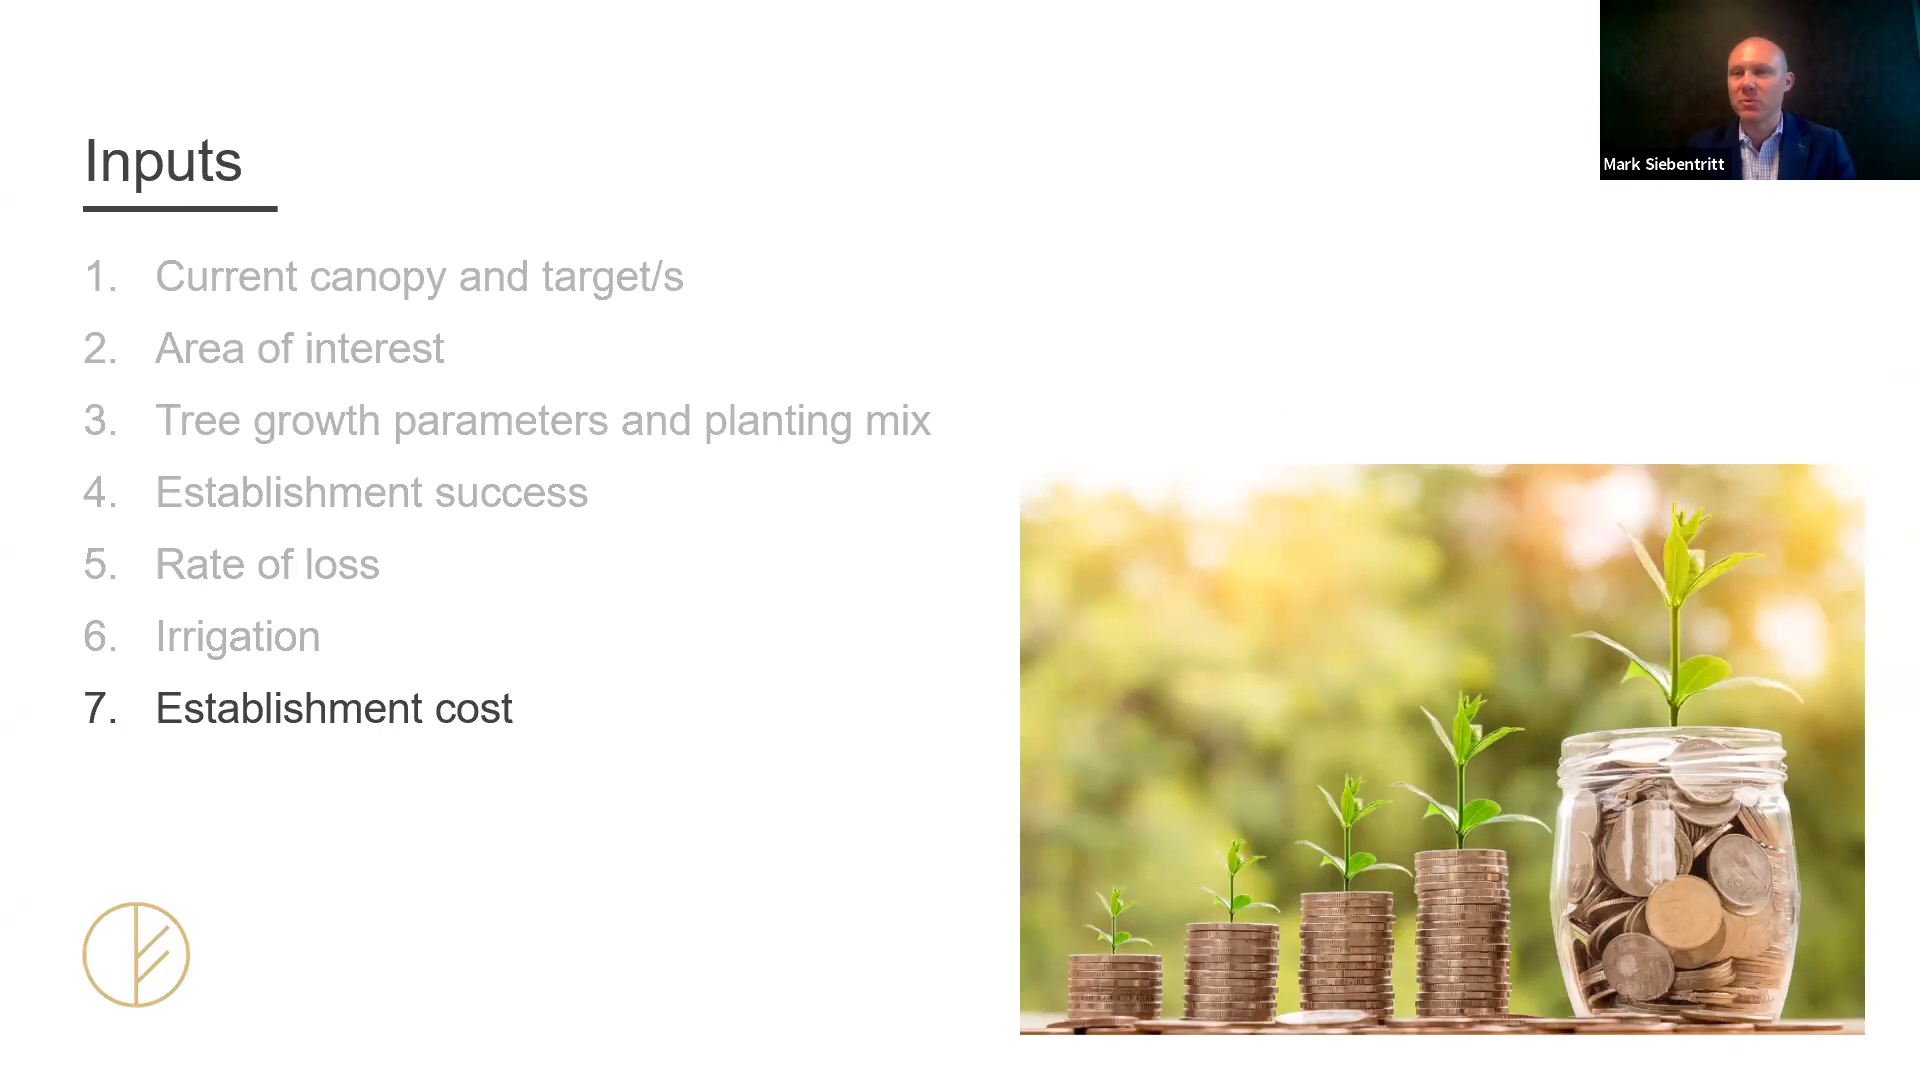 Inputs
1. Current canopy and target/s
2. Area of interest
3. Tree growth parameters and planting mix
4. Establishment success
5. Rate of loss
6. Irrigation
7. Establishment cost
Mark Siebentritt